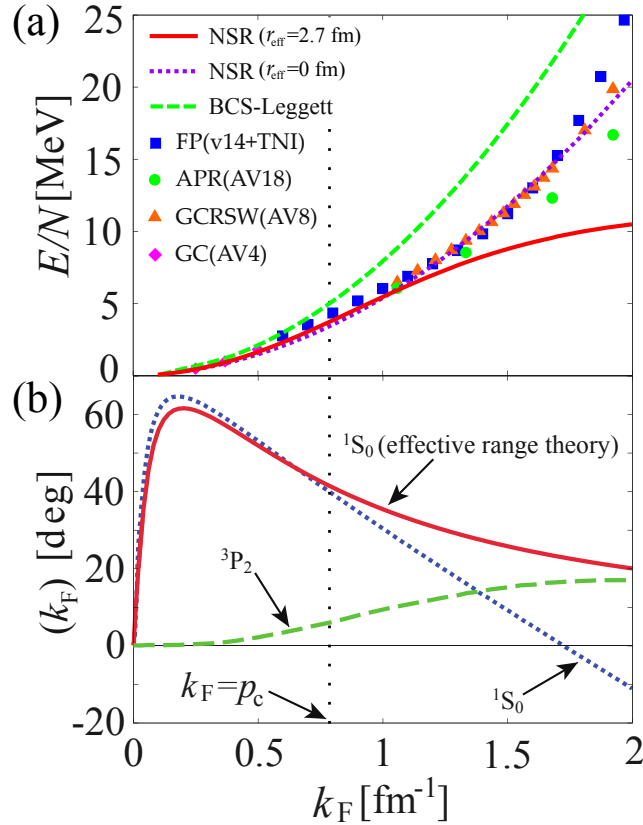 (a)
E/N [MeV]
25
20
15
10
5
0
NSR (r_eff=2.7 fm)
NSR (r_eff=0 fm)
BCS-Leggett
FP(v14+TNI)
APR(AV18)
GCRSW(AV8)
GC(AV4)
(b)
(k_F) [deg]
60
40
20
0
-20
¹S₀ (effective range theory)
³P₂
k_F=p_c
¹S₀
0 0.5 1 1.5 2
k_F [fm⁻¹]